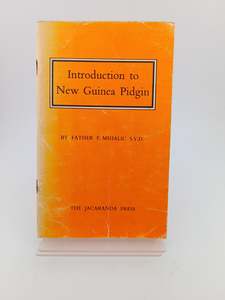 Introduction to
New Guinea Pidgin
BY FATHER F. MIHALIC S.V.D.
THE JACARANDA PRESS